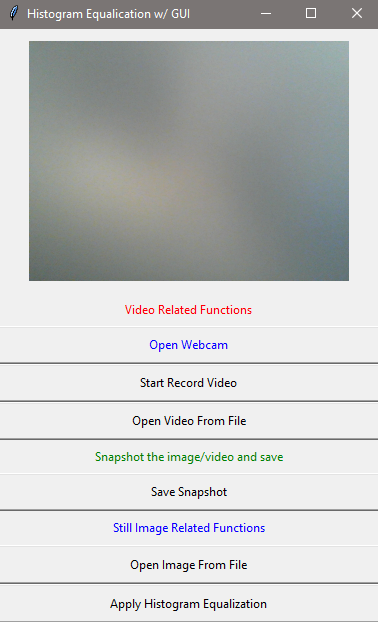 Histogram Equalication w/ GUI
Video Related Functions
Open Webcam
Start Record Video
Open Video From File
Snapshot the image/video and save
Save Snapshot
Still Image Related Functions
Open Image From File
Apply Histogram Equalization